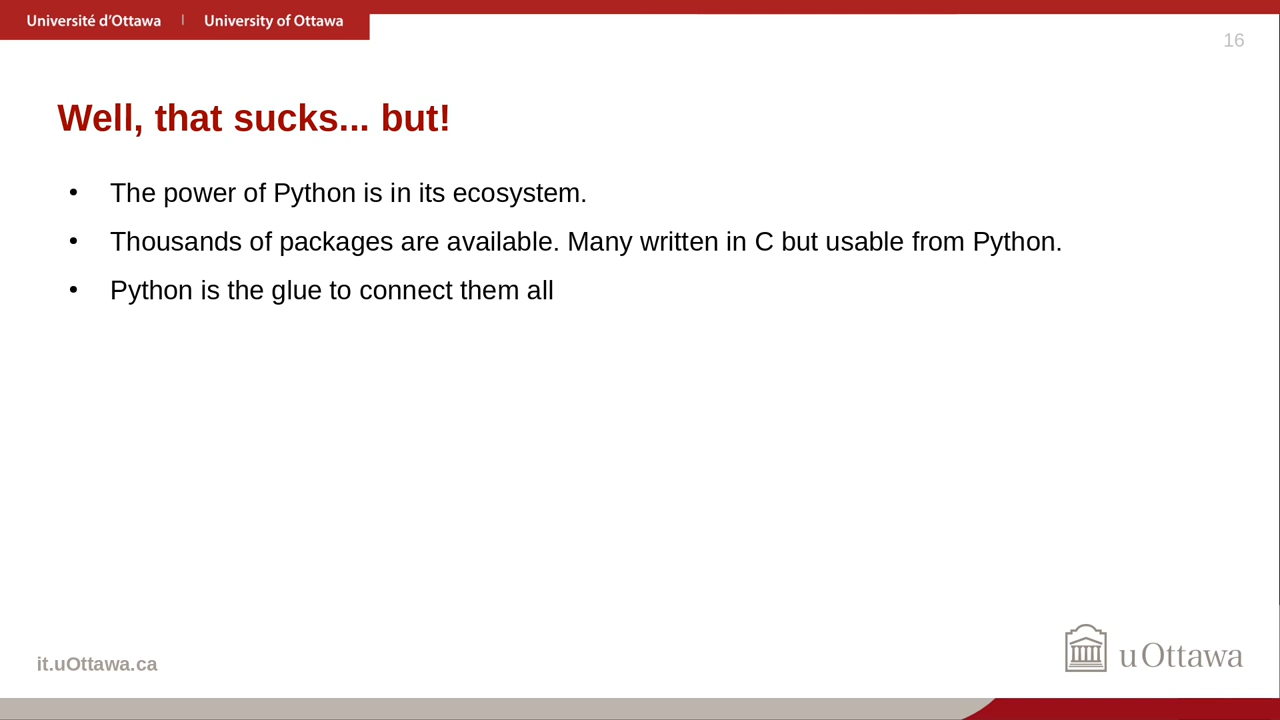 Université d'Ottawa | University of Ottawa
16
Well, that sucks... but!
• The power of Python is in its ecosystem.
• Thousands of packages are available. Many written in C but usable from Python.
• Python is the glue to connect them all
it.uOttawa.ca
uOttawa